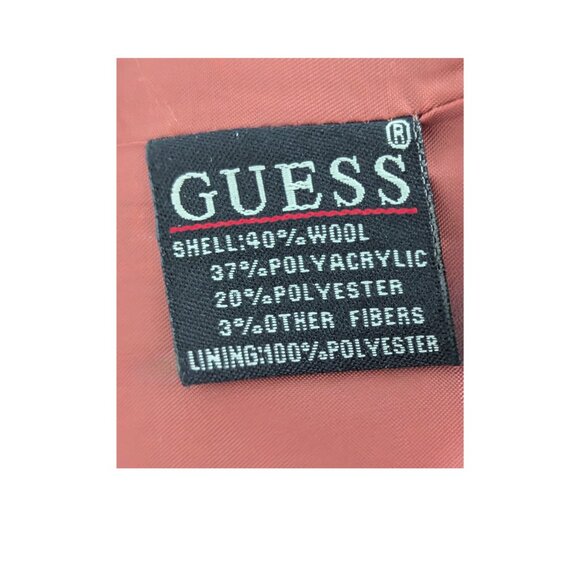 GUESS®
SHELL:40%WOOL
37%POLYACRYLIC
20%POLYESTER
3%OTHER FIBERS
LINING:100%POLYESTER